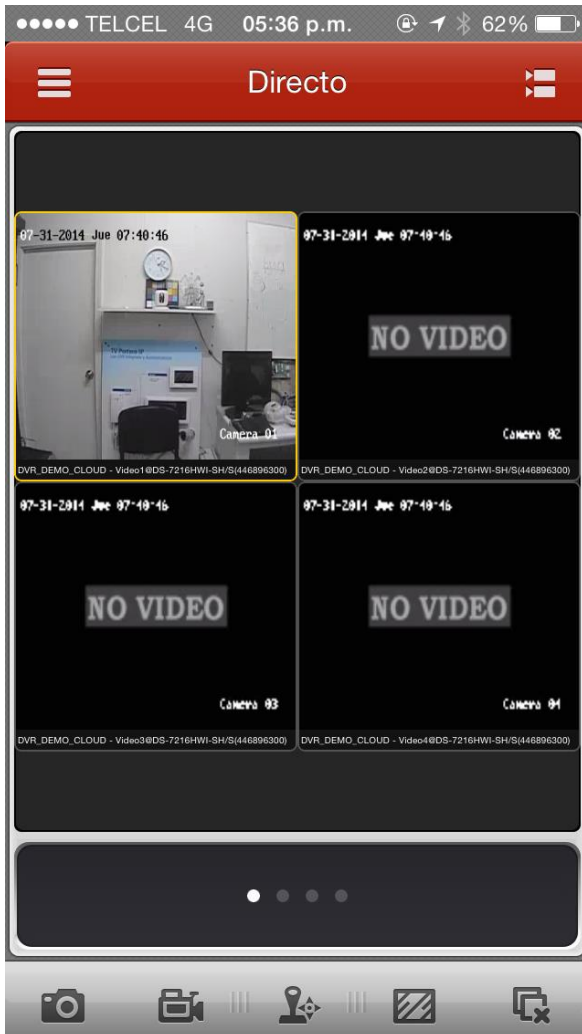 TELCEL 4G 05:36 p.m. 62%
Directo
07-31-2014 Jue 07:40:46
TV Portero IP
Camera 01
DVR_DEMO_CLOUD - Video1@DS-7216HWI-SH/S(446896300)
07-31-2014 Jue 07:40:46
NO VIDEO
Camera 02
DVR_DEMO_CLOUD - Video2@DS-7216HWI-SH/S(446896300)
07-31-2014 Jue 07:40:46
NO VIDEO
Camera 03
DVR_DEMO_CLOUD - Video3@DS-7216HWI-SH/S(446896300)
07-31-2014 Jue 07:40:46
NO VIDEO
Camera 04
DVR_DEMO_CLOUD - Video4@DS-7216HWI-SH/S(446896300)